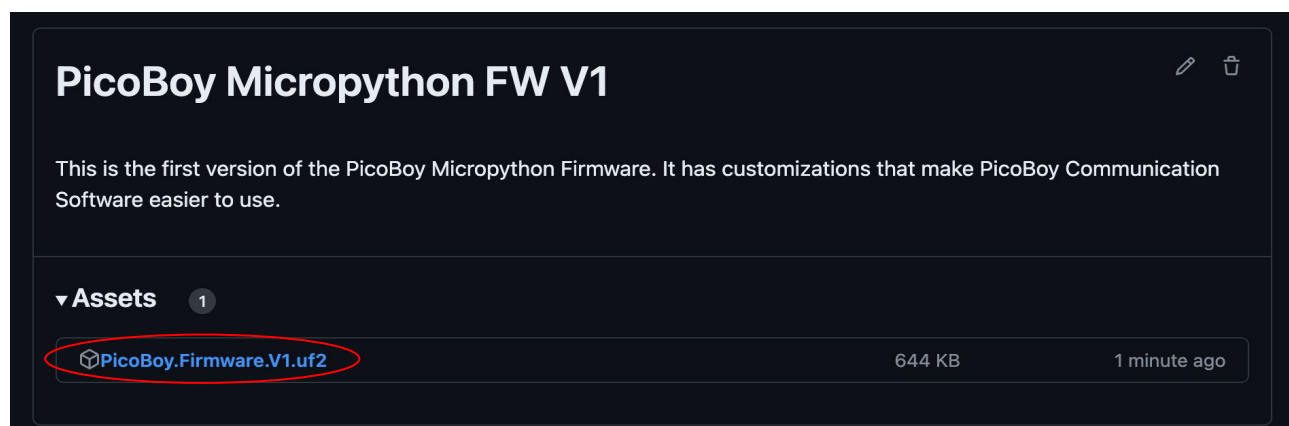 PicoBoy Micropython FW V1
This is the first version of the PicoBoy Micropython Firmware. It has customizations that make PicoBoy Communication
Software easier to use.
Assets 1
PicoBoy.Firmware.V1.uf2 644 KB 1 minute ago